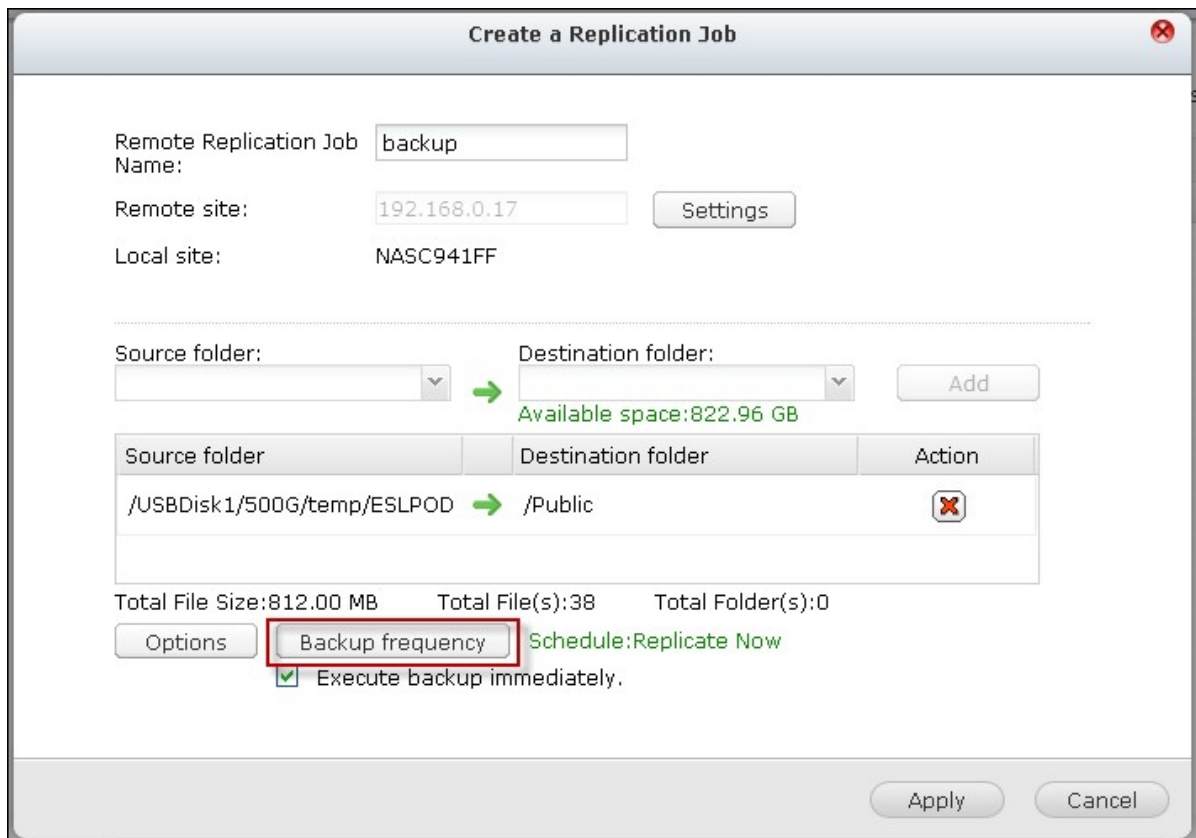 Create a Replication Job
Remote Replication Job
Name:
backup
Remote site:
192.168.0.17
Settings
Local site:
NASC941FF
Source folder:
Destination folder:
Add
Available space:822.96 GB
Source folder
Destination folder
Action
/USBDisk1/500G/temp/ESLPOD
/Public
Total File Size:812.00 MB
Total File(s):38
Total Folder(s):0
Options
Backup frequency
Schedule:Replicate Now
Execute backup immediately.
Apply
Cancel